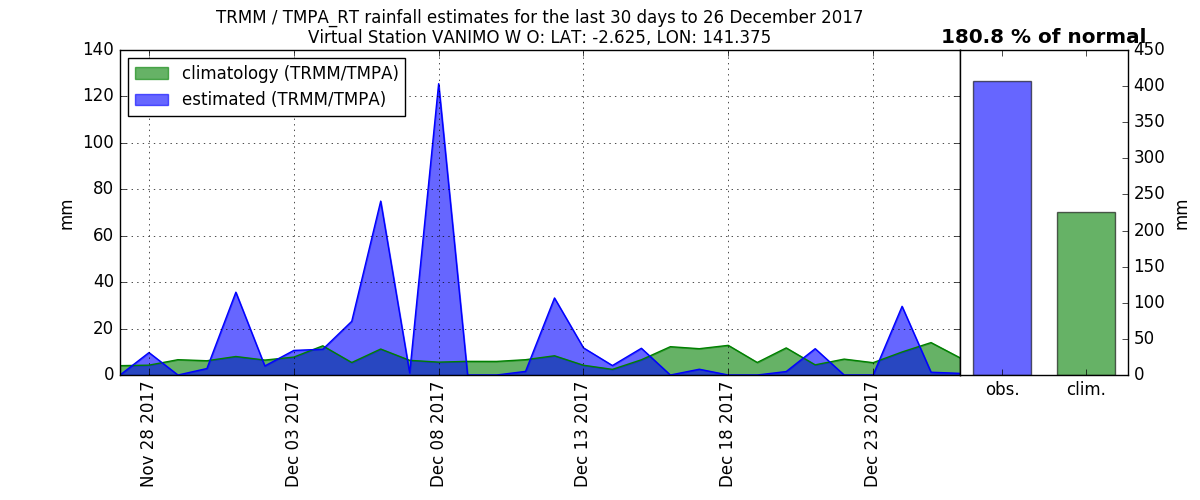 TRMM / TMPA_RT rainfall estimates for the last 30 days to 26 December 2017
Virtual Station VANIMO W O: LAT: -2.625, LON: 141.375
180.8 % of normal
climatology (TRMM/TMPA)
estimated (TRMM/TMPA)
140
120
100
80
60
40
20
0
mm
Nov 28 2017
Dec 03 2017
Dec 08 2017
Dec 13 2017
Dec 18 2017
Dec 23 2017
obs.
clim.
450
400
350
300
250
200
150
100
50
0
mm